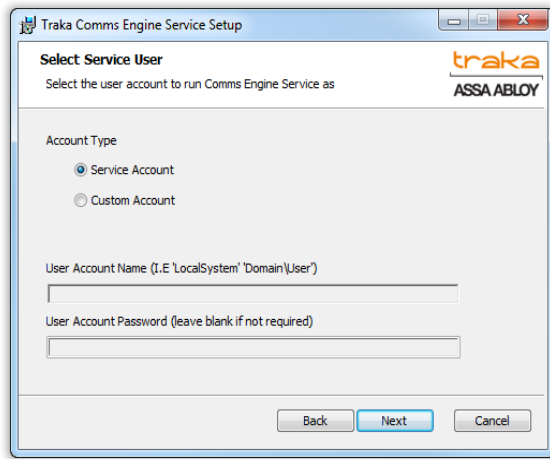 Traka Comms Engine Service Setup
Select Service User
Select the user account to run Comms Engine Service as
traka
ASSA ABLOY
Account Type
Service Account
Custom Account
User Account Name (I.E 'LocalSystem' 'Domain\User')
User Account Password (leave blank if not required)
Back Next Cancel